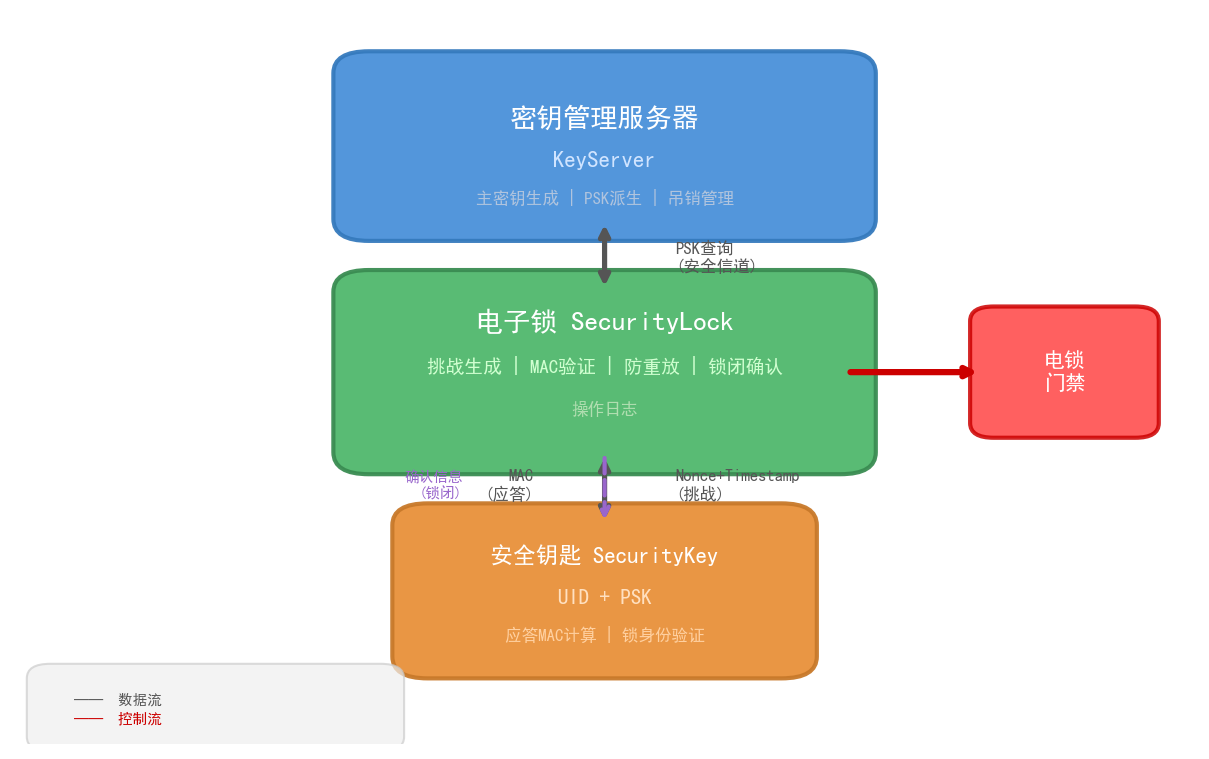 密钥管理服务器
KeyServer
主密钥生成 | PSK派生 | 吊销管理
PSK查询
(安全信道)
电子锁 SecurityLock
挑战生成 | MAC验证 | 防重放 | 锁闭确认
操作日志
电锁
门禁
确认信息
(锁闭)
MAC
(应答)
Nonce+Timestamp
(挑战)
安全钥匙 SecurityKey
UID + PSK
应答MAC计算 | 锁身份验证
数据流
控制流